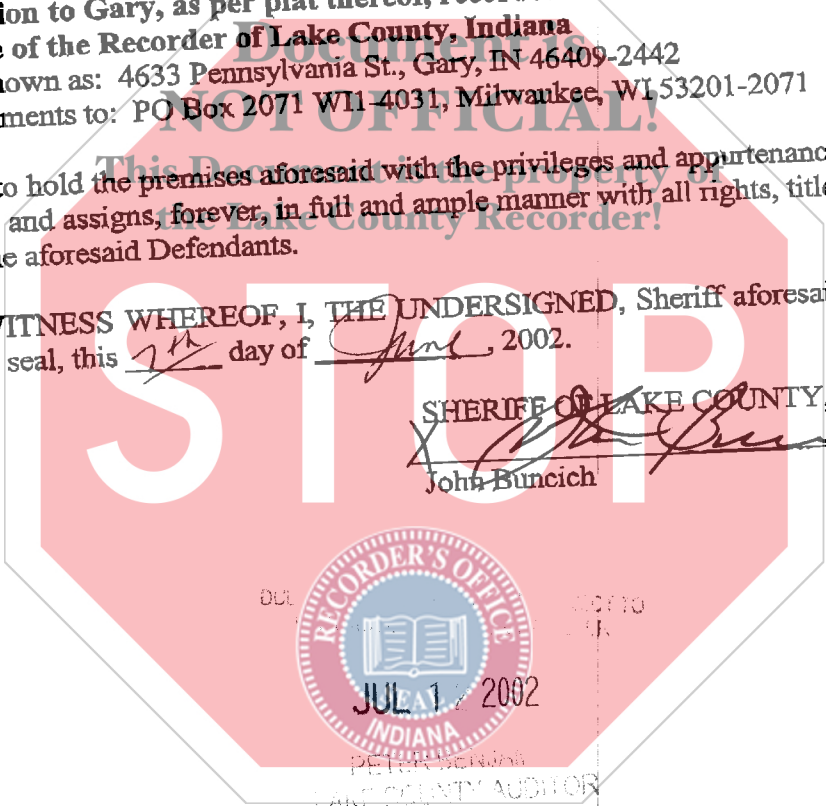 ion to Gary, as per plat thereof,
e of the Recorder of Lake County, Indiana
nown as: 4633 Pennsylvania St., Gary, IN 46409-2442
ments to: PO Box 2071 WI1-4031, Milwaukee, WI 53201-2071
Document is
NOT OFFICIAL!
This Document is the property of
the Lake County Recorder!
to hold the premises aforesaid with the privileges and appurtenanc
and assigns, forever, in full and ample manner with all rights, title
e aforesaid Defendants.
ITNESS WHEREOF, I, THE UNDERSIGNED, Sheriff aforesai
seal, this 7th day of June, 2002.
STOP
SHERIFF OF LAKE COUNTY,
John Buncich
RECORDER'S OFFICE
SEAL
INDIANA
JUL 1 2002
LAKE COUNTY AUDITOR